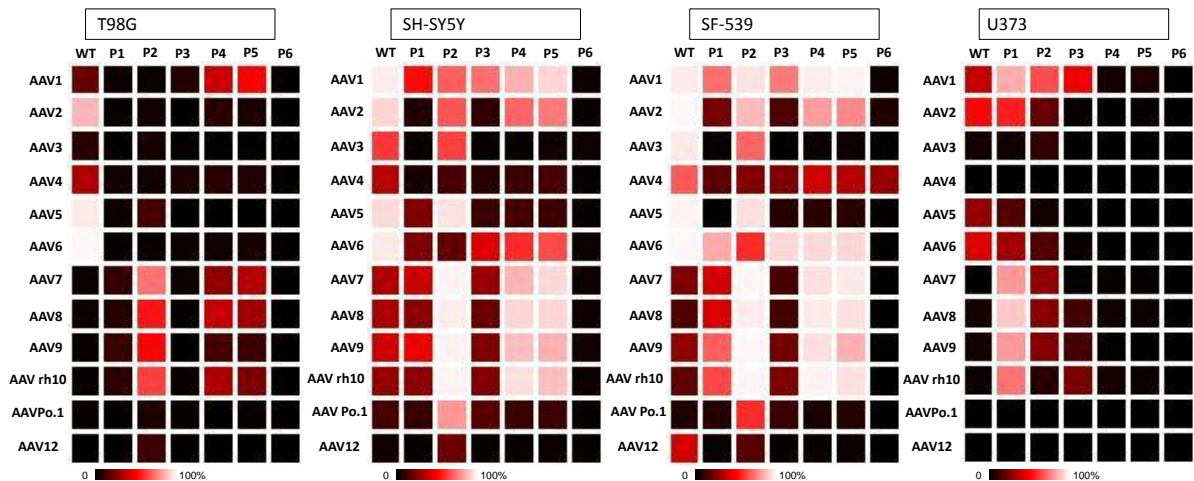 T98G
SH-SY5Y
SF-539
U373
WT P1 P2 P3 P4 P5 P6
WT P1 P2 P3 P4 P5 P6
WT P1 P2 P3 P4 P5 P6
WT P1 P2 P3 P4 P5 P6
AAV1 AAV1 AAV1 AAV1
AAV2 AAV2 AAV2 AAV2
AAV3 AAV3 AAV3 AAV3
AAV4 AAV4 AAV4 AAV4
AAV5 AAV5 AAV5 AAV5
AAV6 AAV6 AAV6 AAV6
AAV7 AAV7 AAV7 AAV7
AAV8 AAV8 AAV8 AAV8
AAV9 AAV9 AAV9 AAV9
AAV rh10 AAV rh10 AAV rh10 AAV rh10
AAVPo.1 AAV Po.1 AAV Po.1 AAVPo.1
AAV12 AAV12 AAV12 AAV12
0 100% 0 100% 0 100% 0 100%